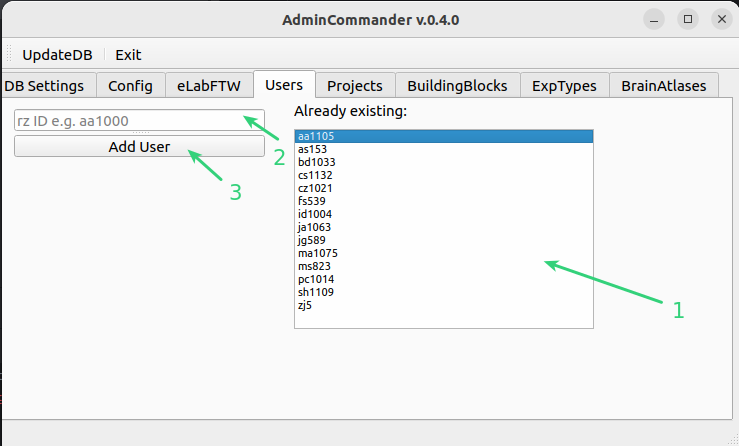 AdminCommander v.0.4.0
UpdateDB Exit
DB Settings Config eLabFTW Users Projects BuildingBlocks ExpTypes BrainAtlases
Already existing:
rz ID e.g. aa1000
Add User
aa1105
as153
bd1033
cs1132
cz1021
fs539
id1004
ja1063
jg589
ma1075
ms823
pc1014
sh1109
zj5
2
3
1